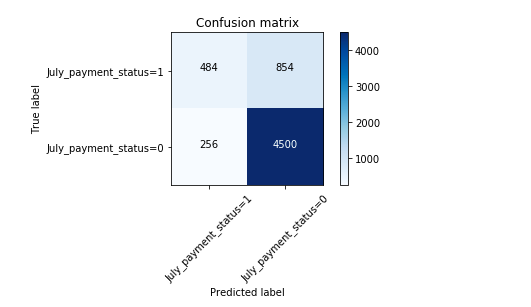 Confusion matrix
True label
July_payment_status=1
484
854
July_payment_status=0
256
4500
July_payment_status=1
July_payment_status=0
Predicted label
4000
3000
2000
1000